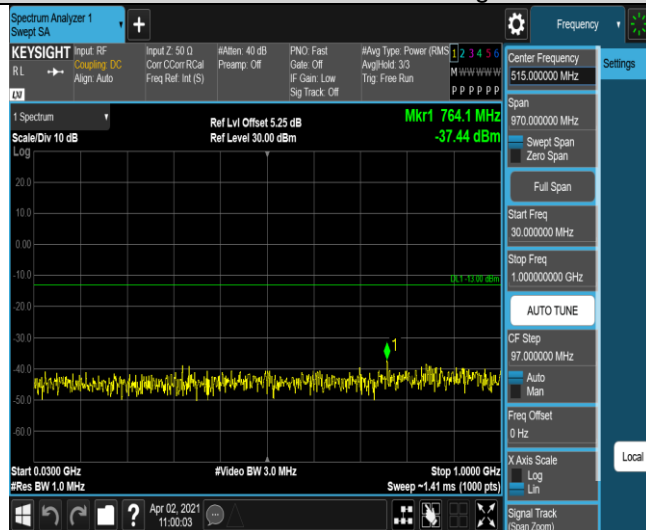 Spectrum Analyzer 1
Swept SA
Frequency
KEYSIGHT
RL
LXI
Input: RF
Coupling: DC
Align: Auto
Input Z: 50 Ω
Corr CCorr RCal
Freq Ref: Int (S)
#Atten: 40 dB
Preamp: Off
PNO: Fast
Gate: Off
IF Gain: Low
Sig Track: Off
#Avg Type: Power (RMS
Avg|Hold: 3/3
Trig: Free Run
1 2 3 4 5 6
M W W W W W
P P P P P P
1 Spectrum
Scale/Div 10 dB
Log
Ref Lvl Offset 5.25 dB
Ref Level 30.00 dBm
Mkr1 764.1 MHz
-37.44 dBm
20.0
10.0
0.00
-10.0
-20.0
-30.0
-40.0
-50.0
-60.0
DL1 -13.00 dBm
1
Start 0.0300 GHz
#Res BW 1.0 MHz
#Video BW 3.0 MHz
Stop 1.0000 GHz
Sweep ~1.41 ms (1000 pts)
Apr 02, 2021
11:00:03
Center Frequency
515.000000 MHz
Span
970.000000 MHz
Swept Span
Zero Span
Full Span
Start Freq
30.000000 MHz
Stop Freq
1.000000000 GHz
AUTO TUNE
CF Step
97.000000 MHz
Auto
Man
Freq Offset
0 Hz
X Axis Scale
Log
Lin
Signal Track
(Span Zoom)
Settings
Local